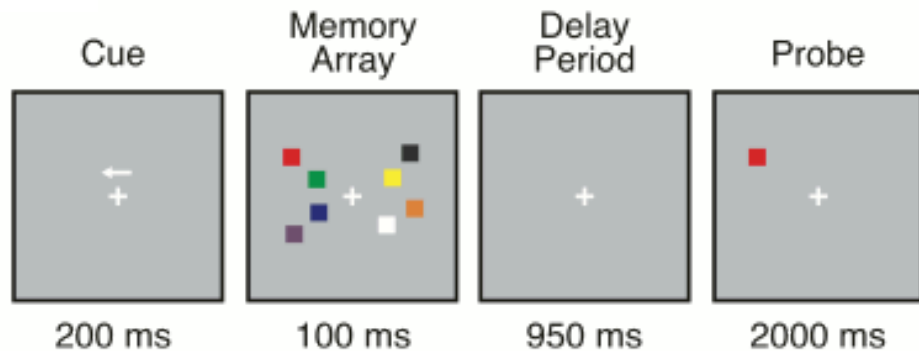 Cue
Memory
Array
Delay
Period
Probe
200 ms
100 ms
950 ms
2000 ms